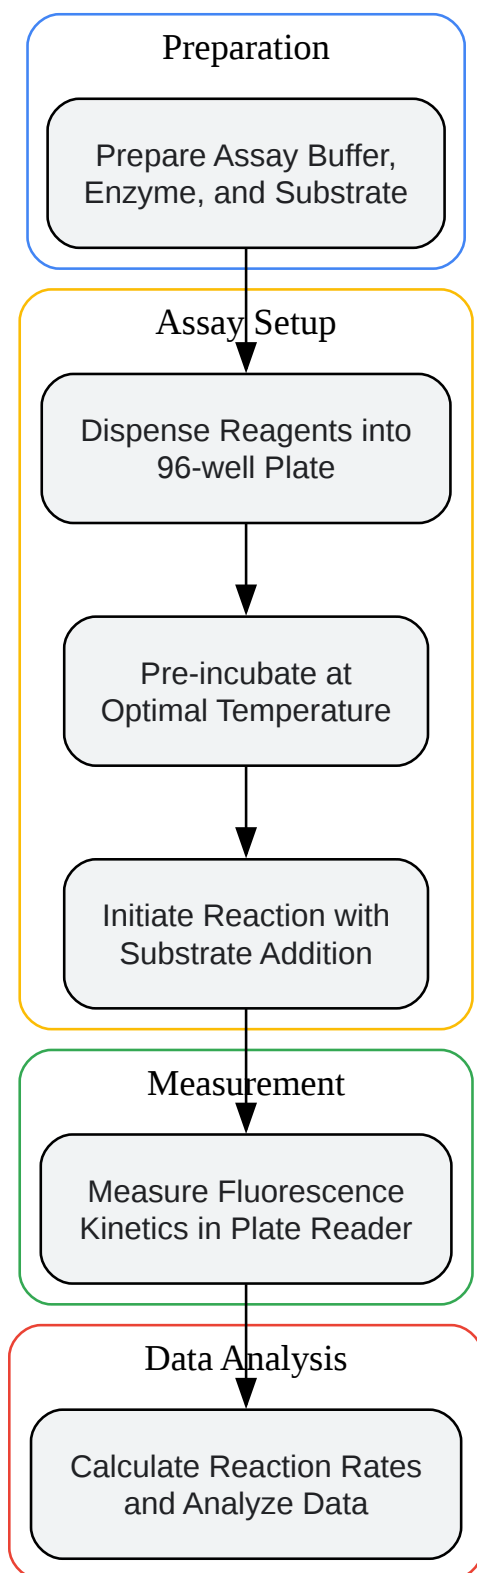 Preparation
Prepare Assay Buffer,
Enzyme, and Substrate
Assay Setup
Dispense Reagents into
96-well Plate
Pre-incubate at
Optimal Temperature
Initiate Reaction with
Substrate Addition
Measurement
Measure Fluorescence
Kinetics in Plate Reader
Data Analysis
Calculate Reaction Rates
and Analyze Data